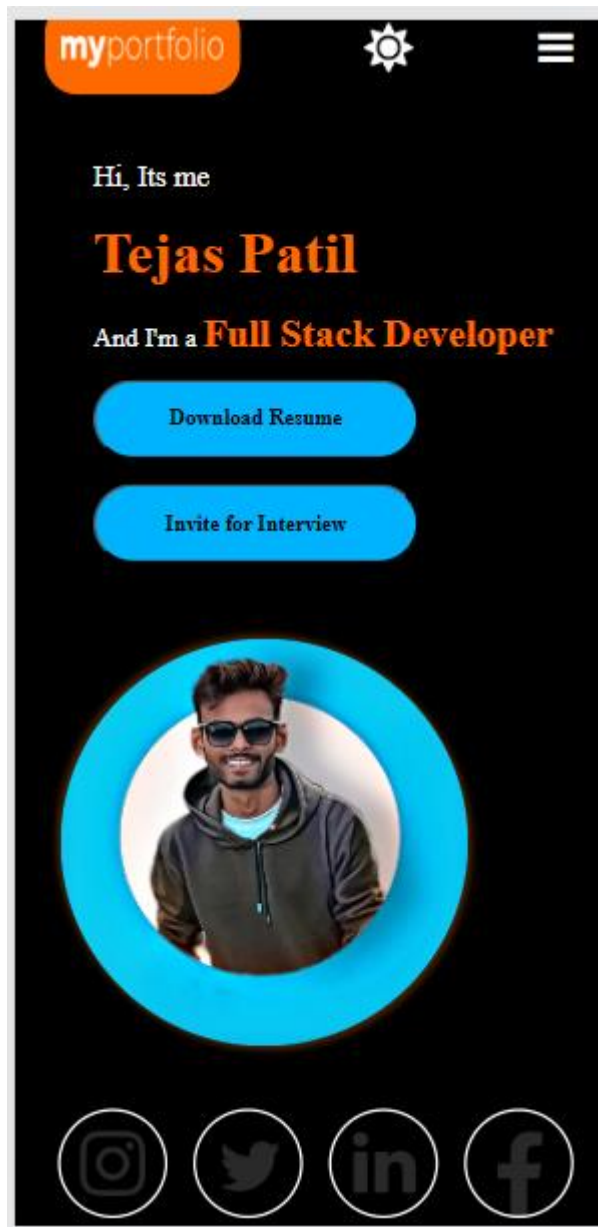 myportfolio
Hi, Its me
Tejas Patil
And I'm a Full Stack Developer
Download Resume
Invite for Interview